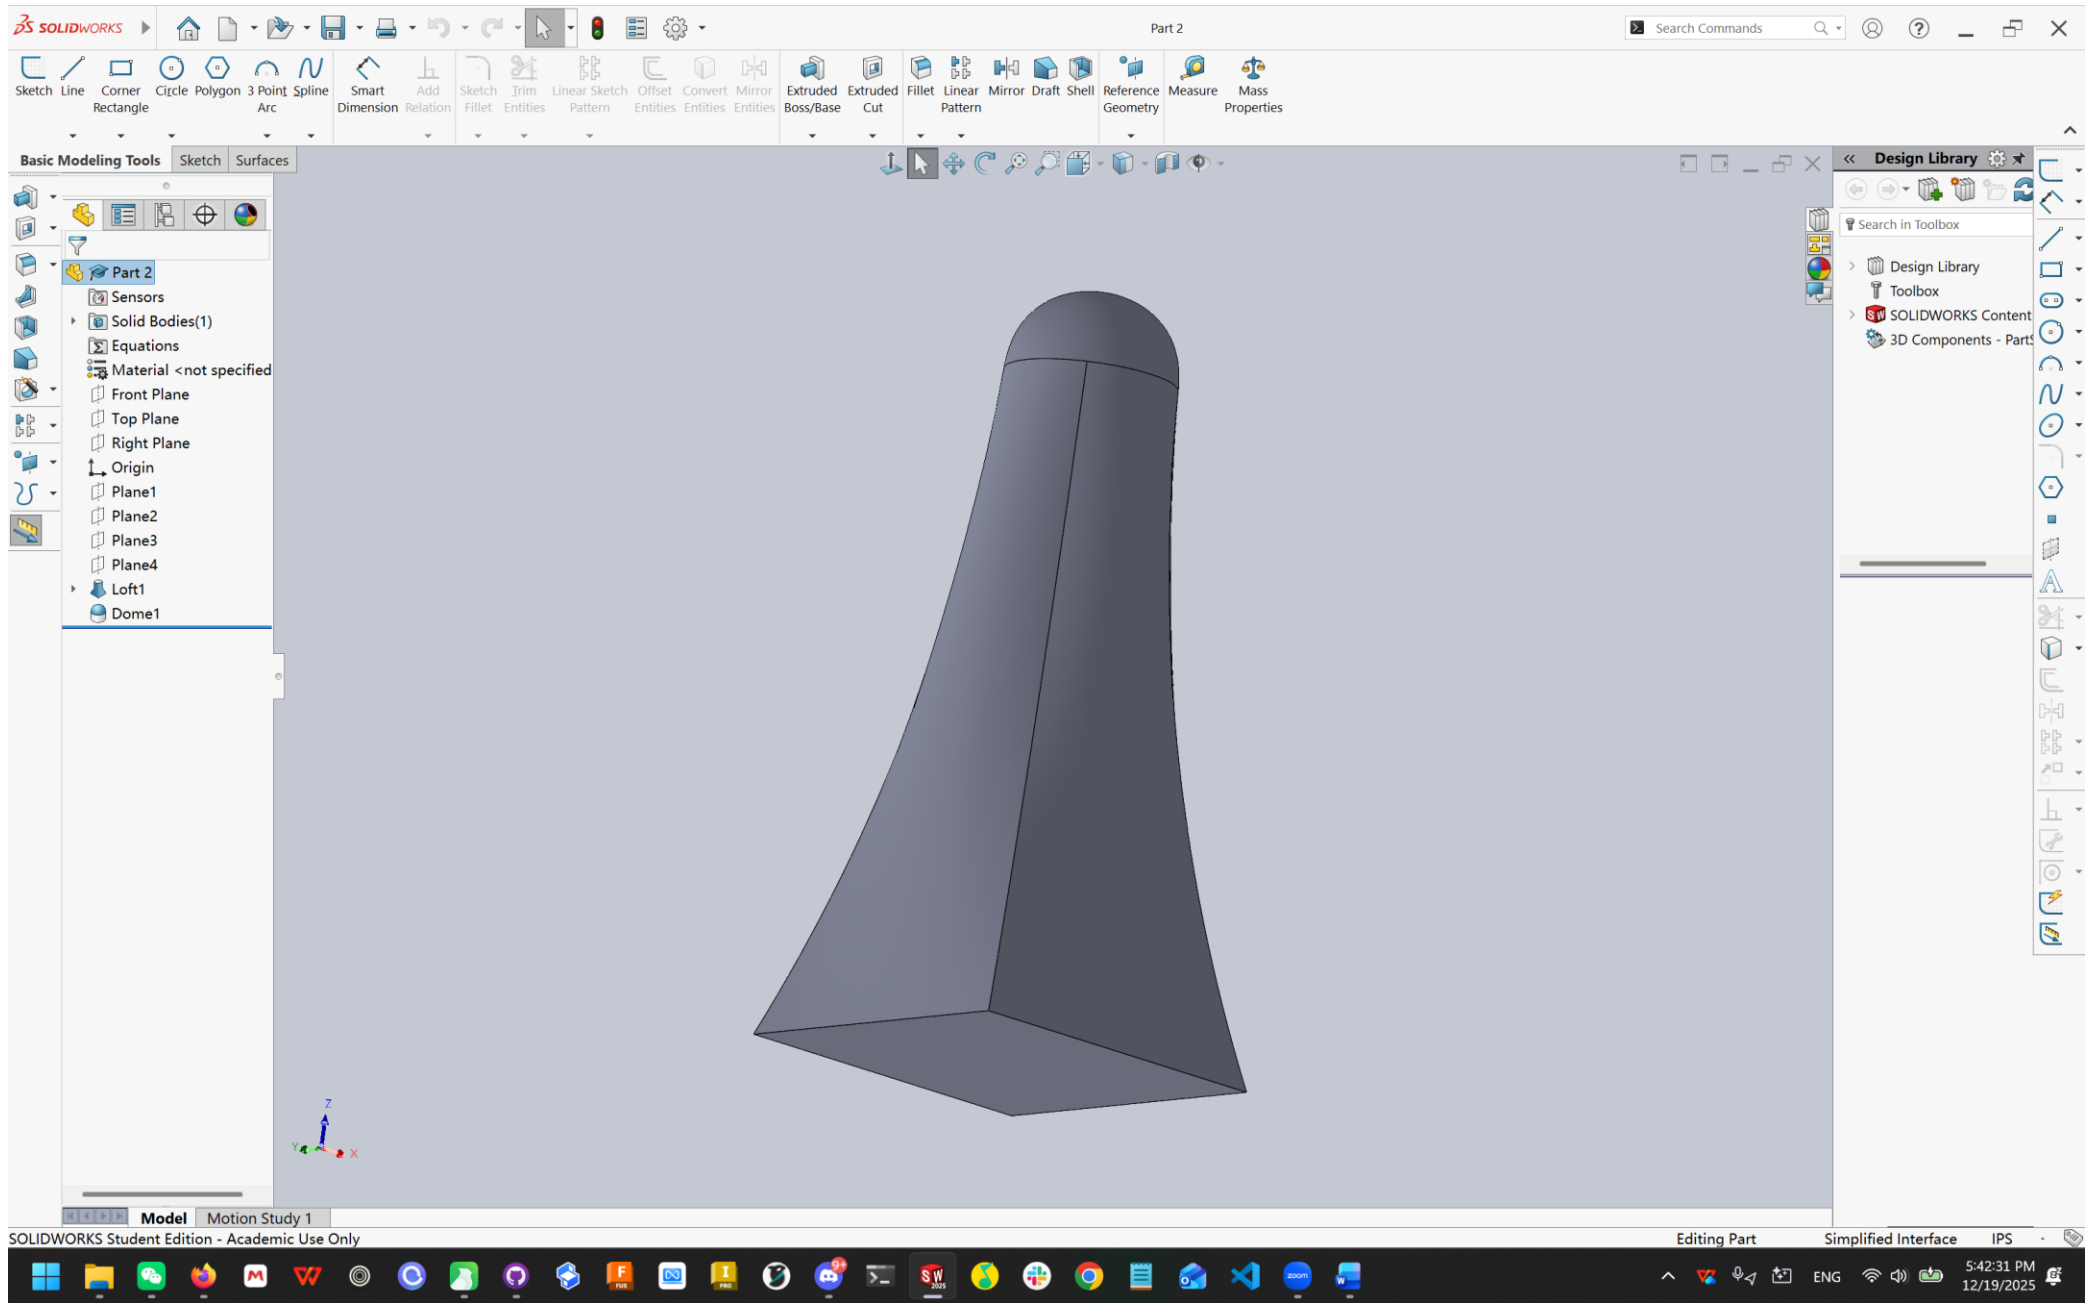 SOLIDWORKS
Part 2
Search Commands
Sketch
Line
Corner Rectangle
Circle
Polygon
3 Point Arc
Spline
Smart Dimension
Add Relation
Sketch Fillet
Trim Entities
Linear Sketch Pattern
Offset Entities
Convert Entities
Mirror Entities
Extruded Boss/Base
Extruded Cut
Fillet
Linear Pattern
Mirror
Draft
Shell
Reference Geometry
Measure
Mass Properties
Basic Modeling Tools
Sketch
Surfaces
Part 2
Sensors
Solid Bodies(1)
Equations
Material <not specified
Front Plane
Top Plane
Right Plane
Origin
Plane1
Plane2
Plane3
Plane4
Loft1
Dome1
Z
Y
X
Design Library
Search in Toolbox
Design Library
Toolbox
SOLIDWORKS Content
3D Components - Part
Model
Motion Study 1
SOLIDWORKS Student Edition - Academic Use Only
Editing Part
Simplified Interface
IPS
9+
zoom
ENG
5:42:31 PM
12/19/2025